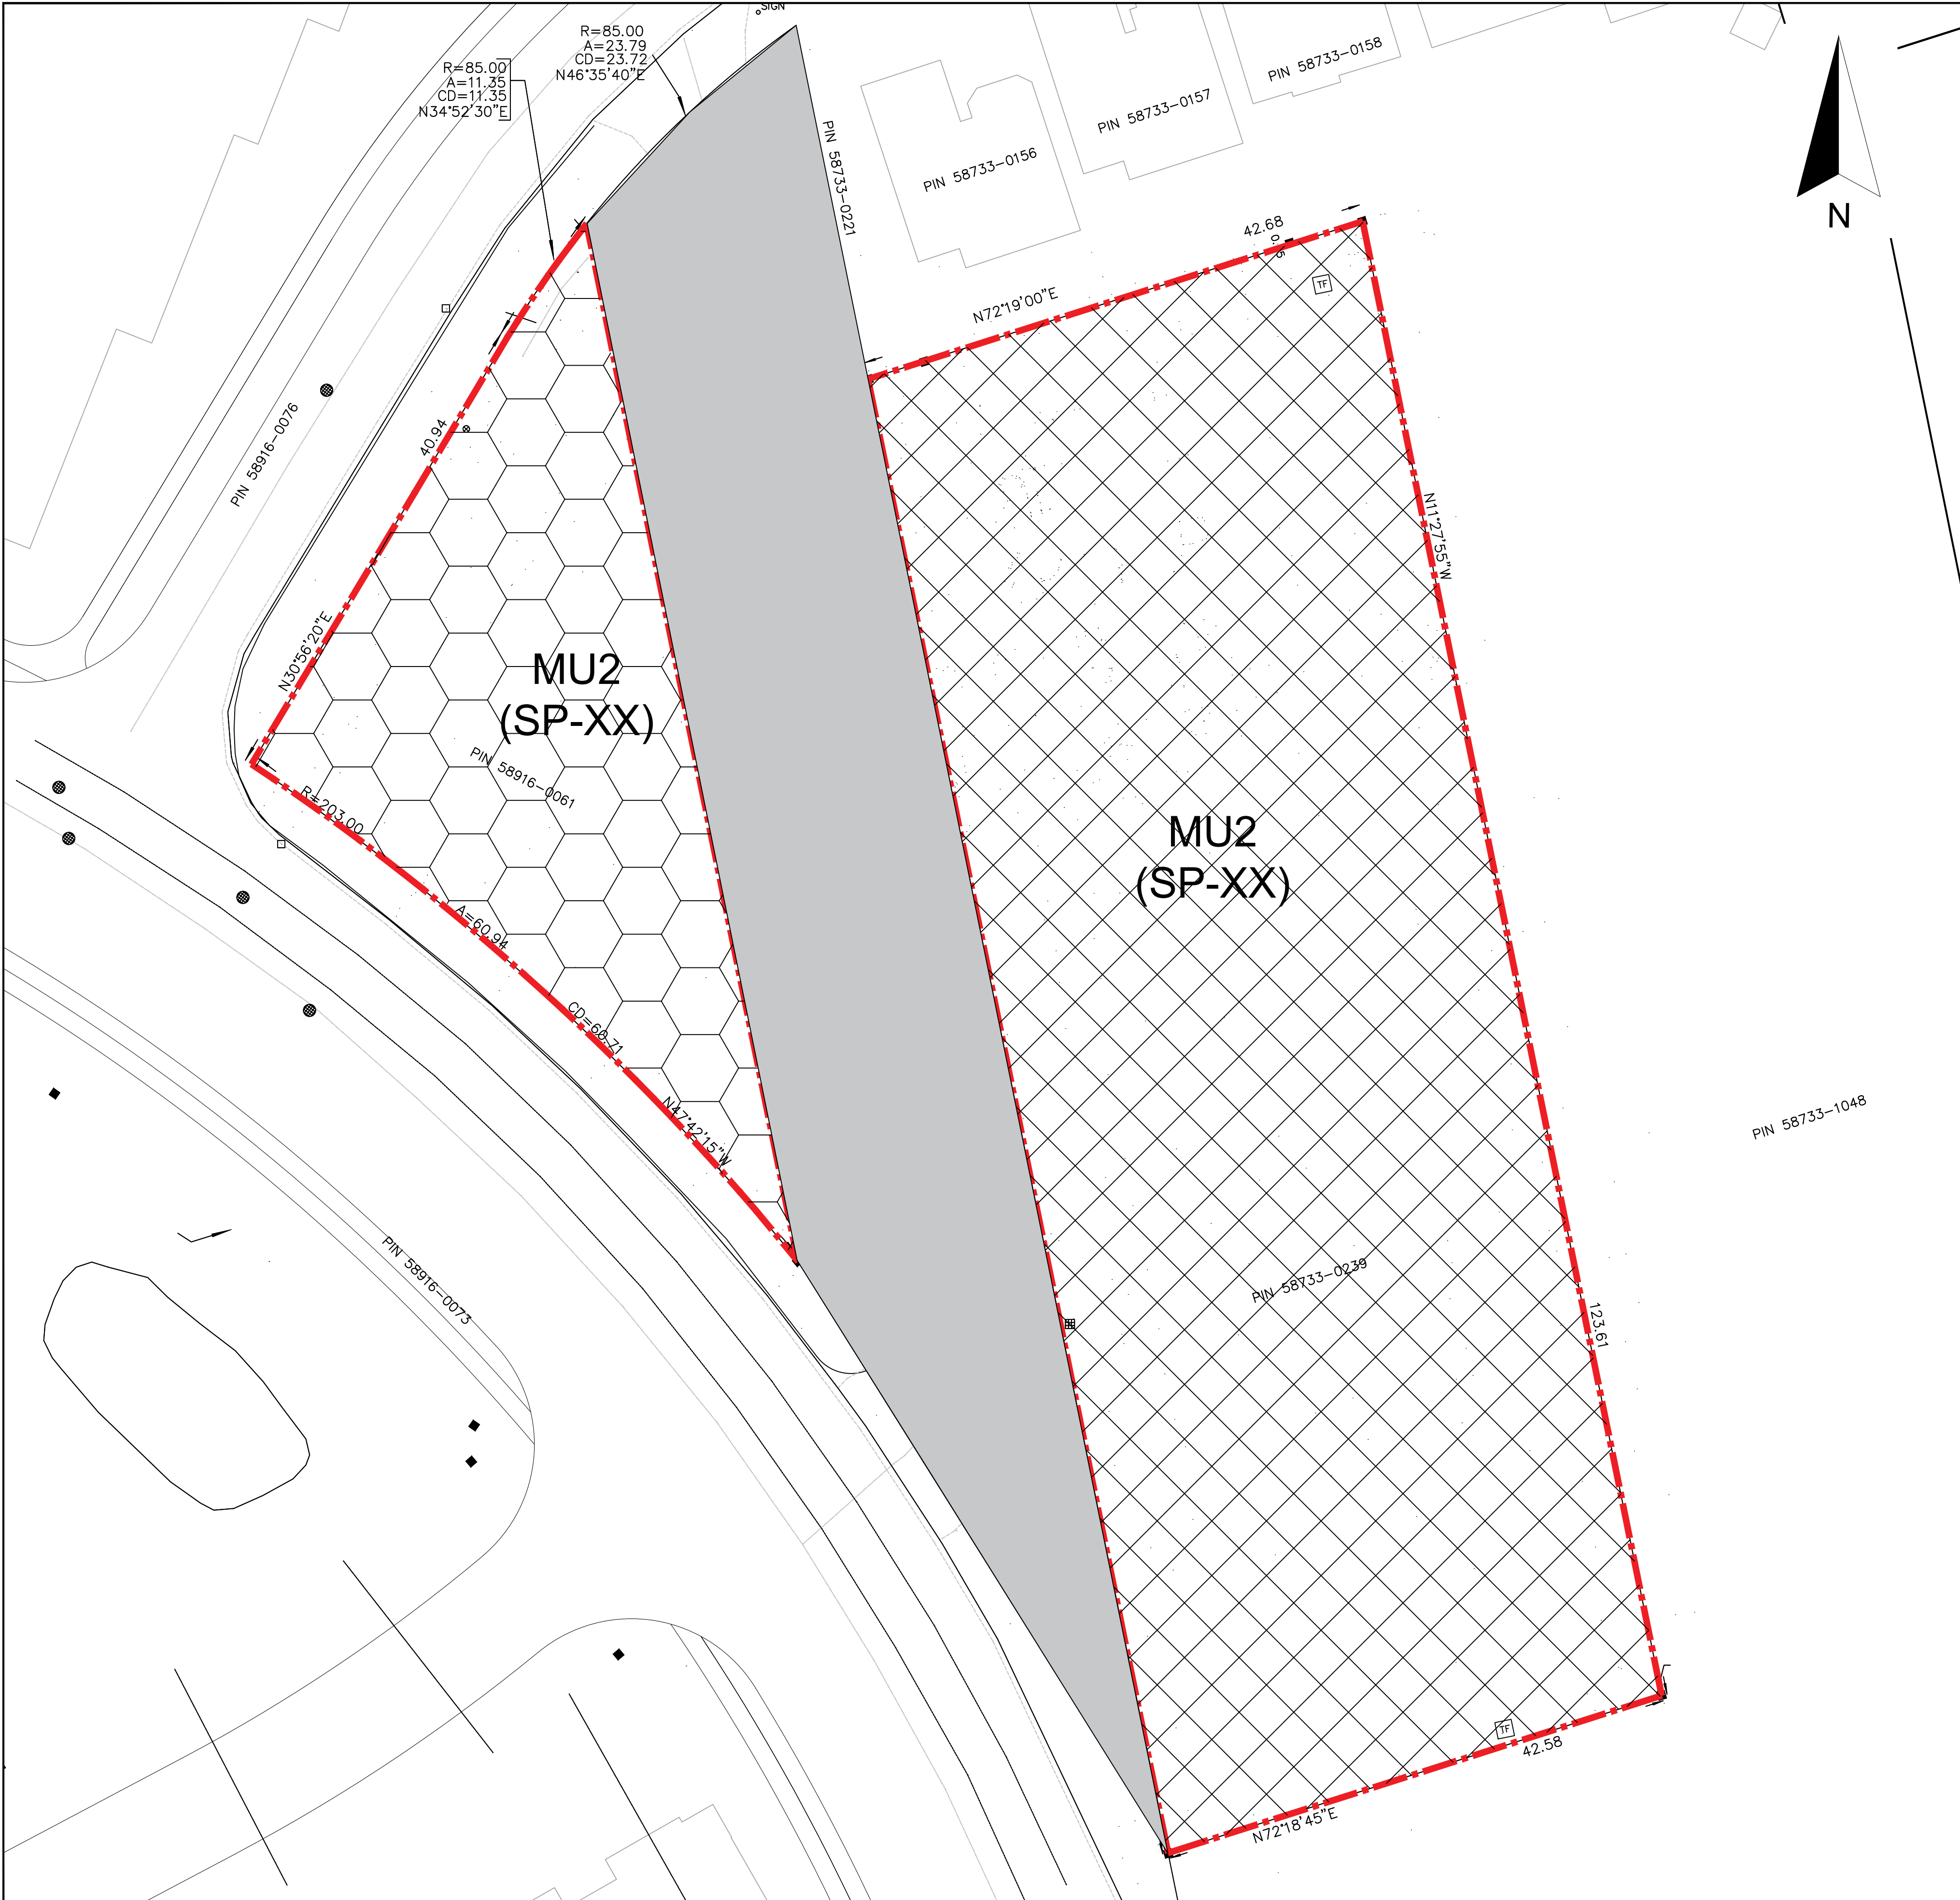 SIGN
R=85.00
A=23.79
CD=23.72
N46°35'40"E
R=85.00
A=11.35
CD=11.35
N34°52'30"E
PIN 58733-0158
PIN 58733-0157
PIN 58733-0156
PIN 58733-0221
N
42.68
0.5
TF
N72°19'00"E
PIN 58916-0076
40.94
N11°27'55"W
N30°56'20"E
MU2
(SP-XX)
PIN 58916-0061
R=203.00
MU2
(SP-XX)
A=60.94
CD=60.71
N47°42'15"W
PIN 58733-1048
PIN 58916-0073
PIN 58733-0239
123.61
TF
42.58
N72°18'45"E